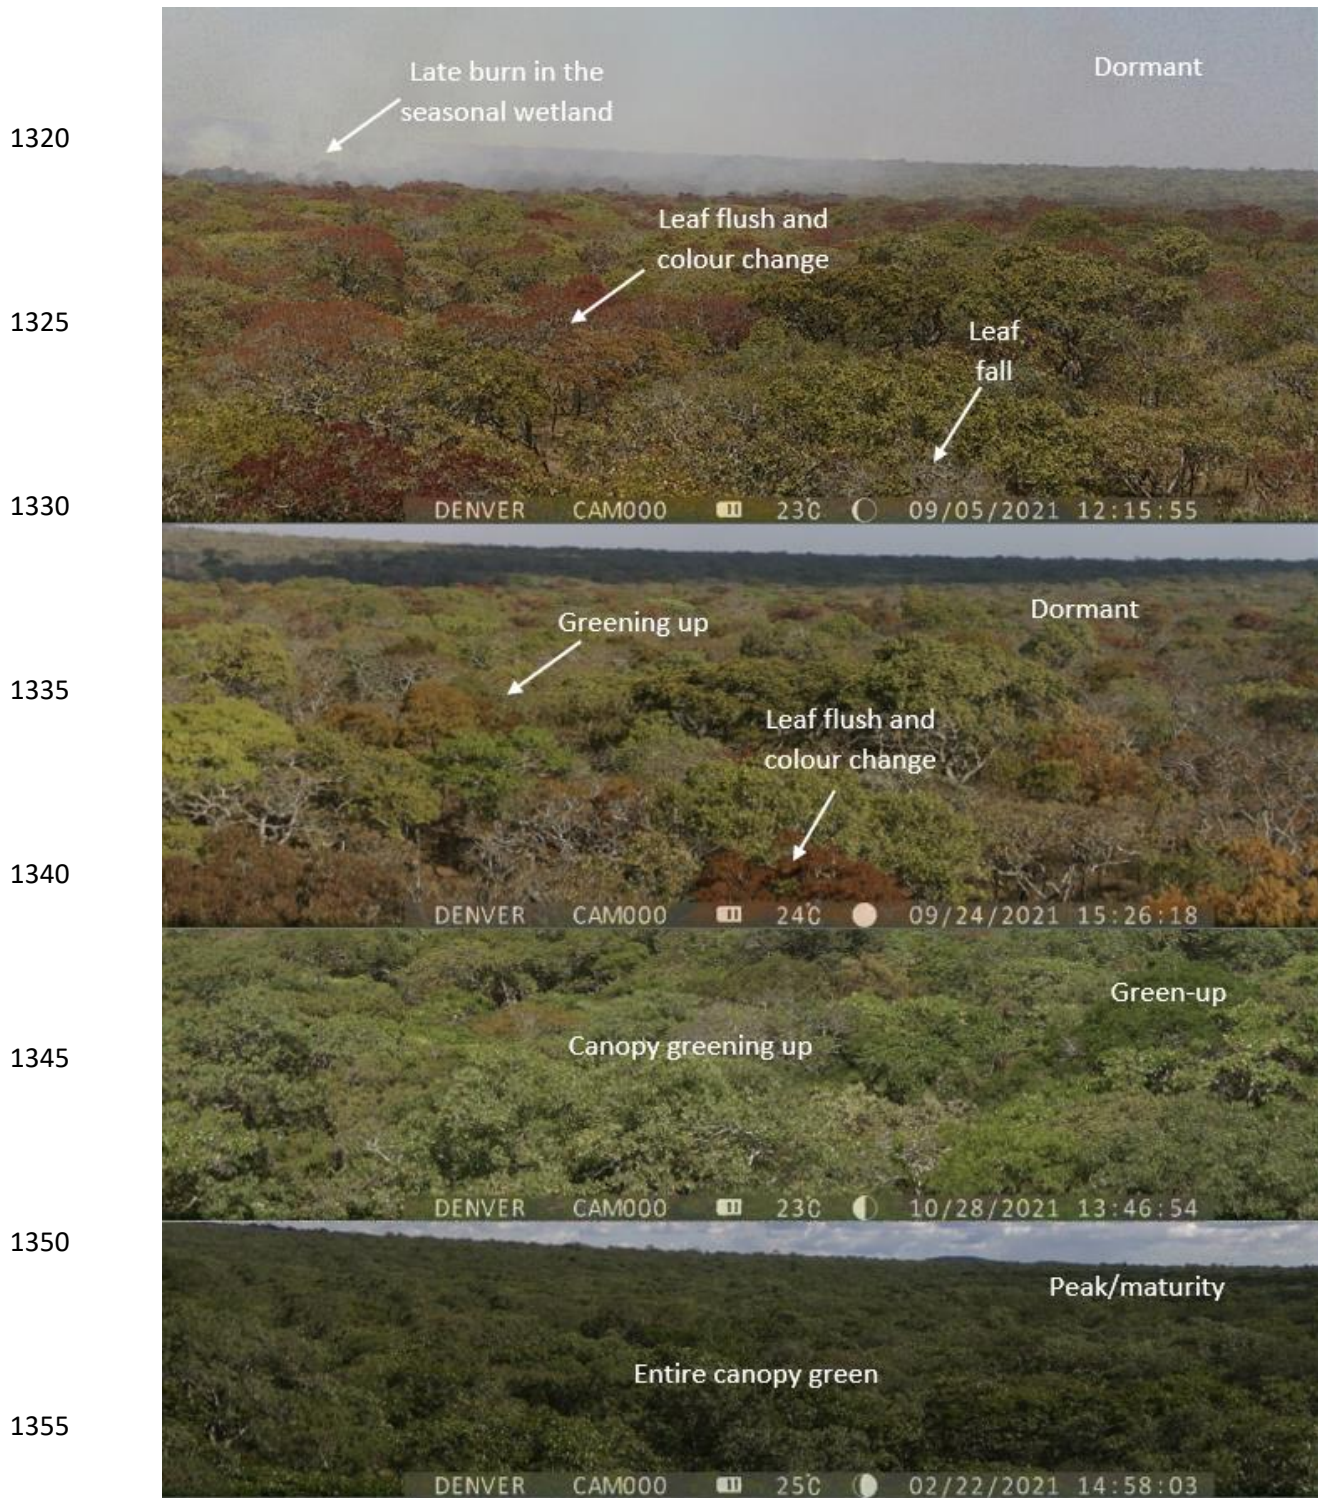 Late burn in the
seasonal wetland
Dormant
1320
Leaf flush and
colour change
1325
Leaf
fall
1330
DENVER CAM000 23C 09/05/2021 12:15:55
Greening up
Dormant
1335
Leaf flush and
colour change
1340
DENVER CAM000 24C 09/24/2021 15:26:18
Green-up
Canopy greening up
1345
DENVER CAM000 23C 10/28/2021 13:46:54
1350
Peak/maturity
Entire canopy green
1355
DENVER CAM000 25C 02/22/2021 14:58:03